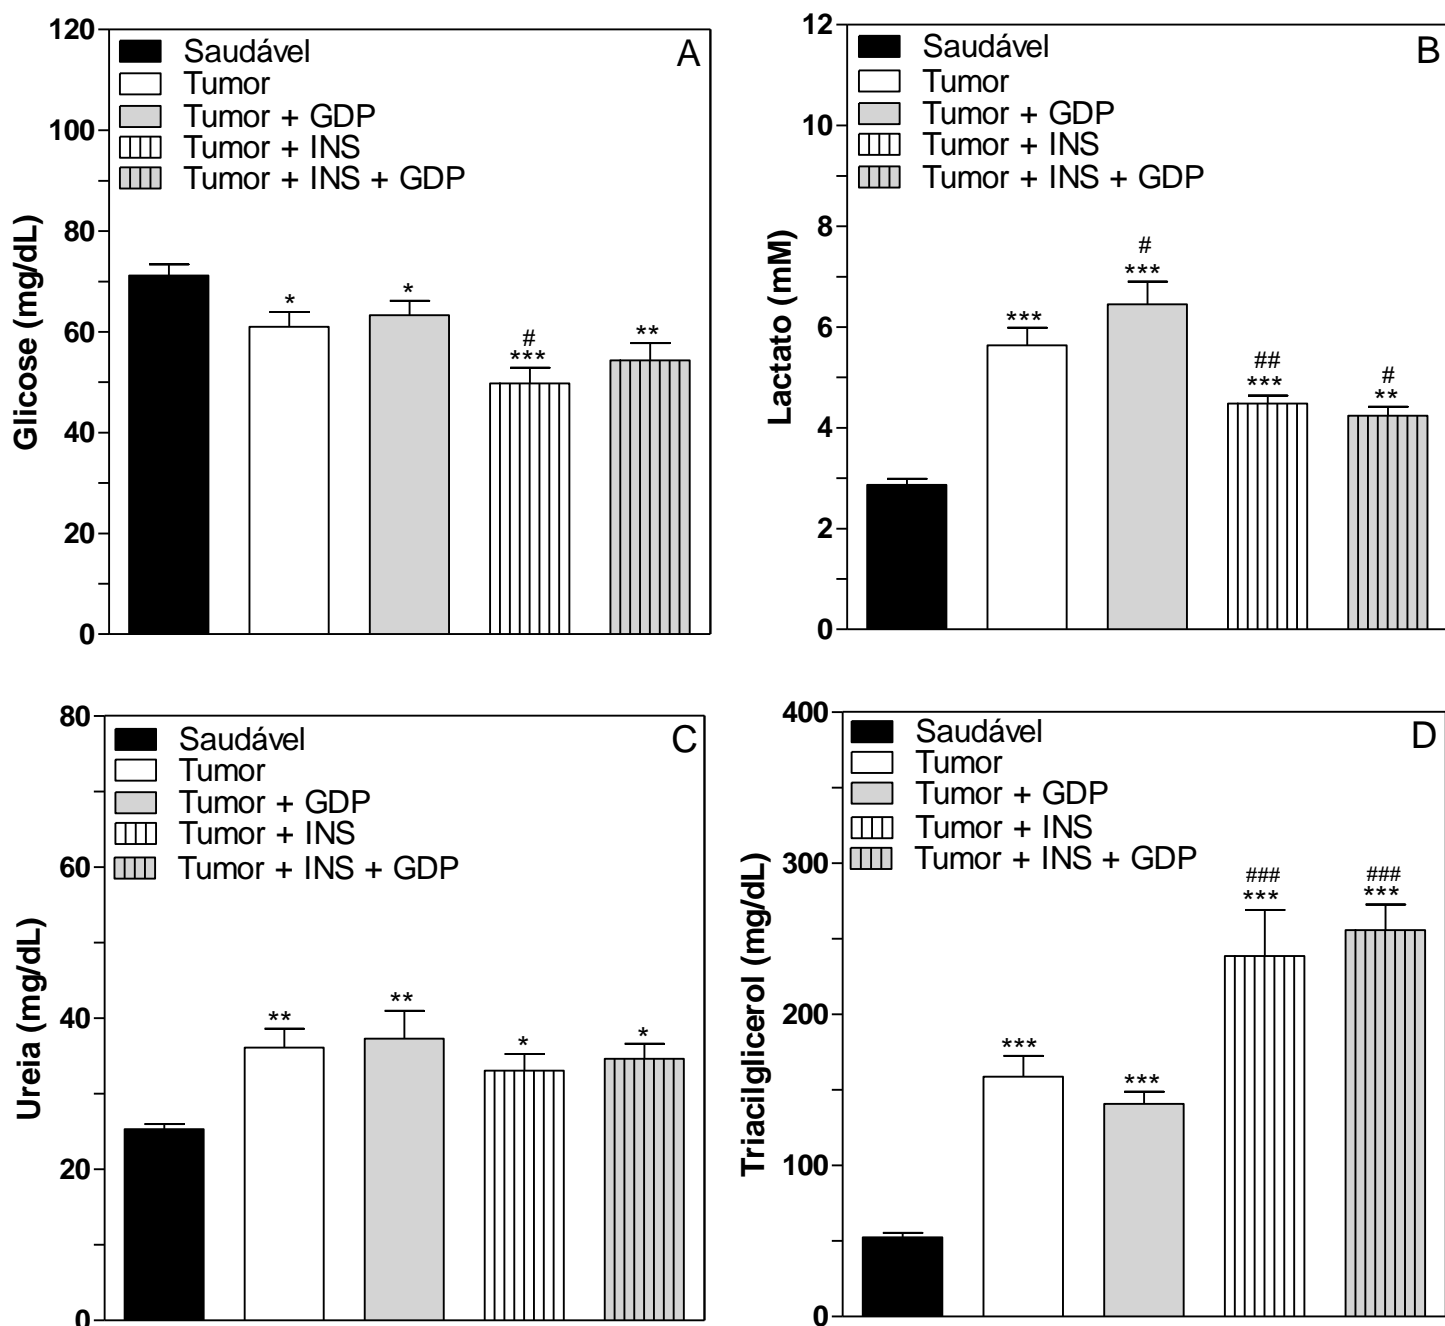 A
Saudável
Tumor
Tumor + GDP
Tumor + INS
Tumor + INS + GDP
Glicose (mg/dL)
120
100
80
60
40
20
0
*
*
#
***
**
B
Saudável
Tumor
Tumor + GDP
Tumor + INS
Tumor + INS + GDP
Lactato (mM)
12
10
8
6
4
2
0
***
#
***
##
***
#
**
C
Saudável
Tumor
Tumor + GDP
Tumor + INS
Tumor + INS + GDP
Ureia (mg/dL)
80
60
40
20
0
**
**
*
*
D
Saudável
Tumor
Tumor + GDP
Tumor + INS
Tumor + INS + GDP
Triacilglicerol (mg/dL)
400
300
200
100
0
***
***
###
***
###
***